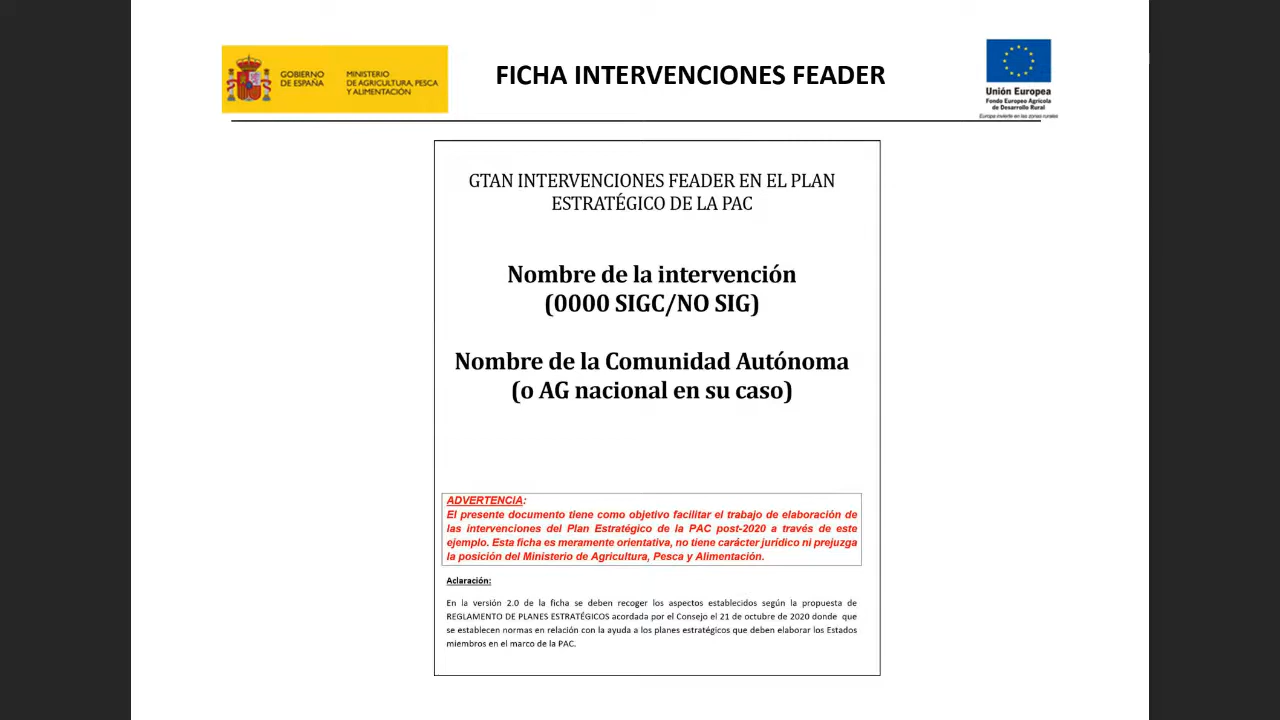 GOBIERNO
DE ESPAÑA
MINISTERIO
DE AGRICULTURA, PESCA
Y ALIMENTACIÓN
FICHA INTERVENCIONES FEADER
Unión Europea
Fondo Europeo Agrícola
de Desarrollo Rural
Europa invierte en las zonas rurales
GTAN INTERVENCIONES FEADER EN EL PLAN
ESTRATÉGICO DE LA PAC
Nombre de la intervención
(0000 SIGC/NO SIG)
Nombre de la Comunidad Autónoma
(o AG nacional en su caso)
ADVERTENCIA:
El presente documento tiene como objetivo facilitar el trabajo de elaboración de
las intervenciones del Plan Estratégico de la PAC post-2020 a través de este
ejemplo. Esta ficha es meramente orientativa, no tiene carácter jurídico ni prejuzga
la posición del Ministerio de Agricultura, Pesca y Alimentación.
Aclaración:
En la versión 2.0 de la ficha se deben recoger los aspectos establecidos según la propuesta de
REGLAMENTO DE PLANES ESTRATÉGICOS acordada por el Consejo el 21 de octubre de 2020 donde que
se establecen normas en relación con la ayuda a los planes estratégicos que deben elaborar los Estados
miembros en el marco de la PAC.